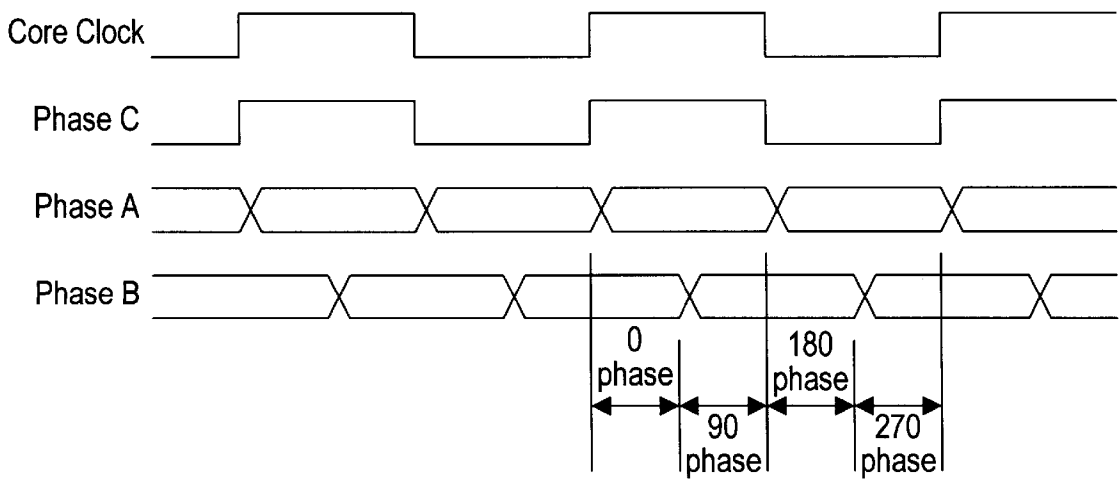 Core Clock
Phase C
Phase A
Phase B
0
phase
180
phase
90
phase
270
phase